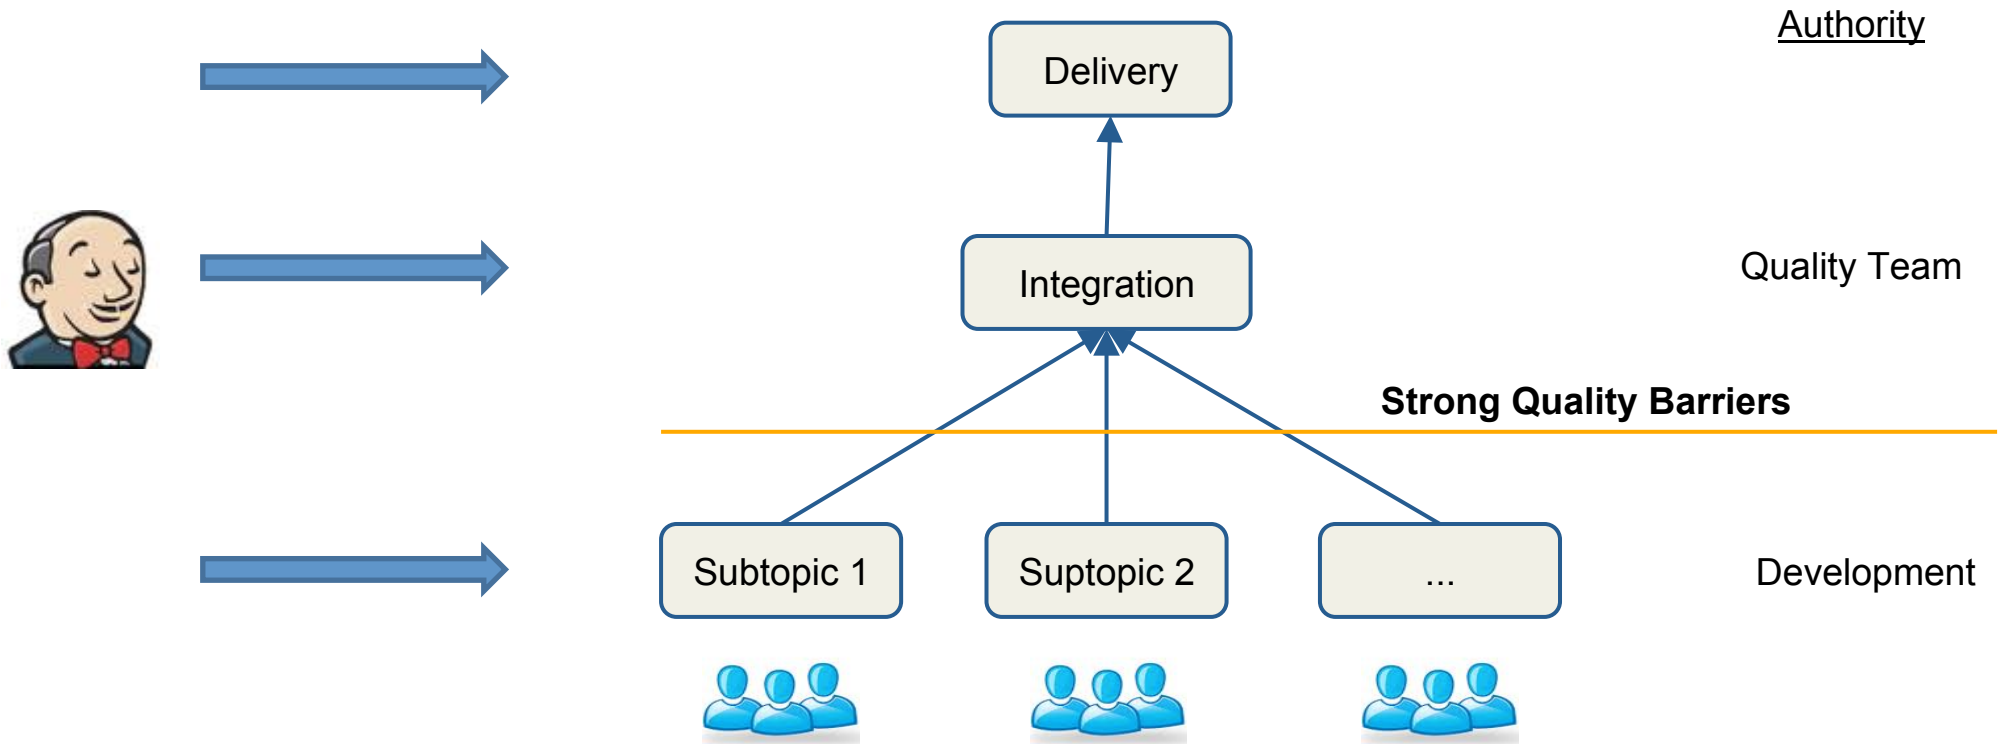 Authority
Delivery
Quality Team
Integration
Strong Quality Barriers
Subtopic 1
Suptopic 2
...
Development